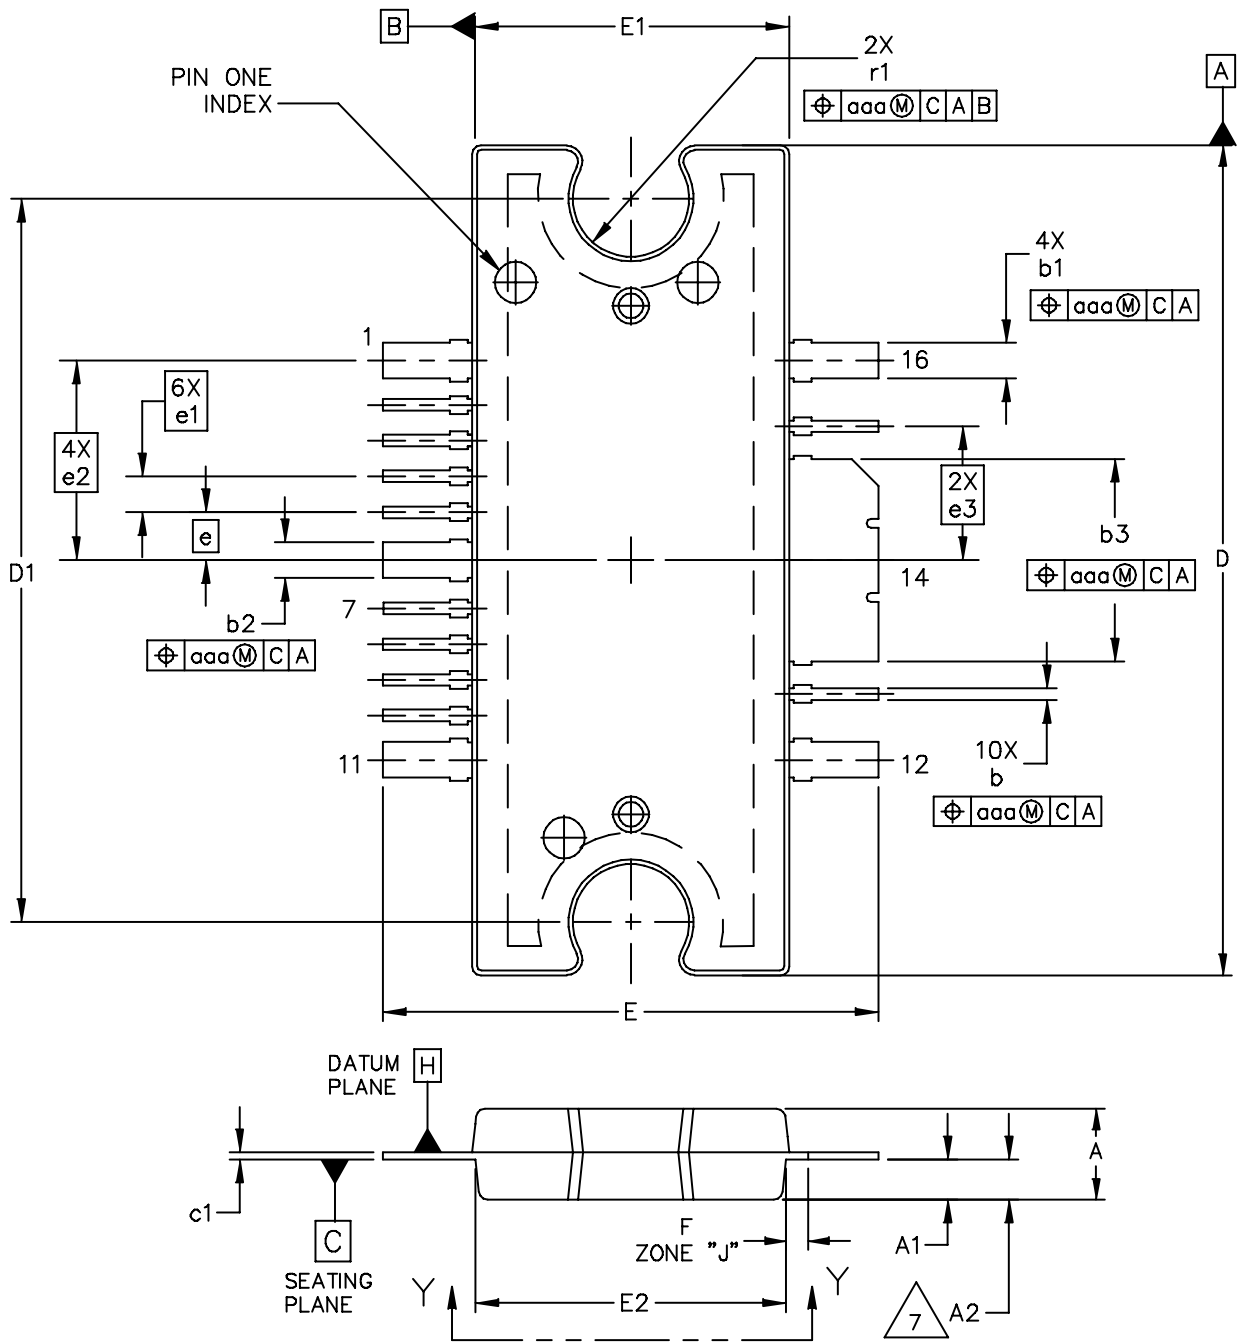 B
E1
2X
r1
⌖ aaa Ⓜ C A B
A
PIN ONE
INDEX
4X
b1
⌖ aaa Ⓜ C A
1
16
6X
e1
4X
e2
2X
e3
e
b3
⌖ aaa Ⓜ C A
D1
D
14
7
b2
⌖ aaa Ⓜ C A
11
12
10X
b
⌖ aaa Ⓜ C A
E
DATUM
PLANE
H
A
c1
C
SEATING
PLANE
F
ZONE "J"
A1
Y
Y
E2
7
A2